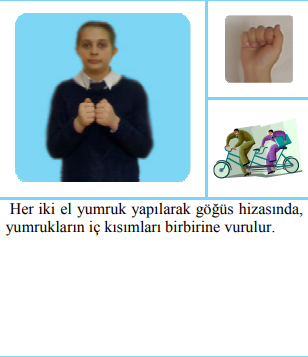 Her iki el yumruk yapılarak göğüs hizasında,
yumrukların iç kısımları birbirine vurulur.